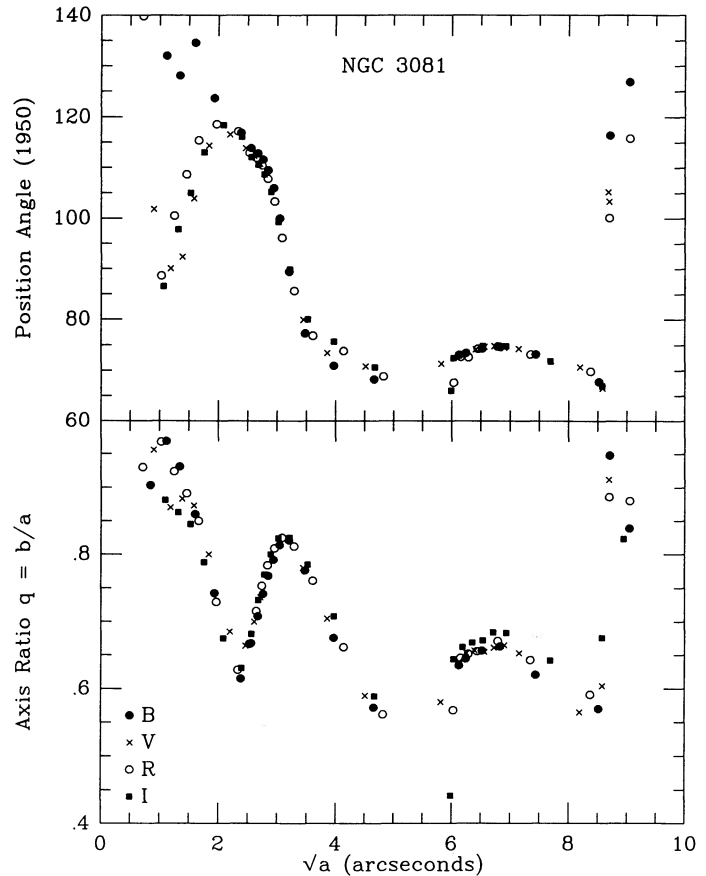 140
NGC 3081
120
100
80
60
Position Angle (1950)
.8
.6
.4
Axis Ratio q = b/a
B
V
R
I
0
2
4
6
8
10
√a (arcseconds)